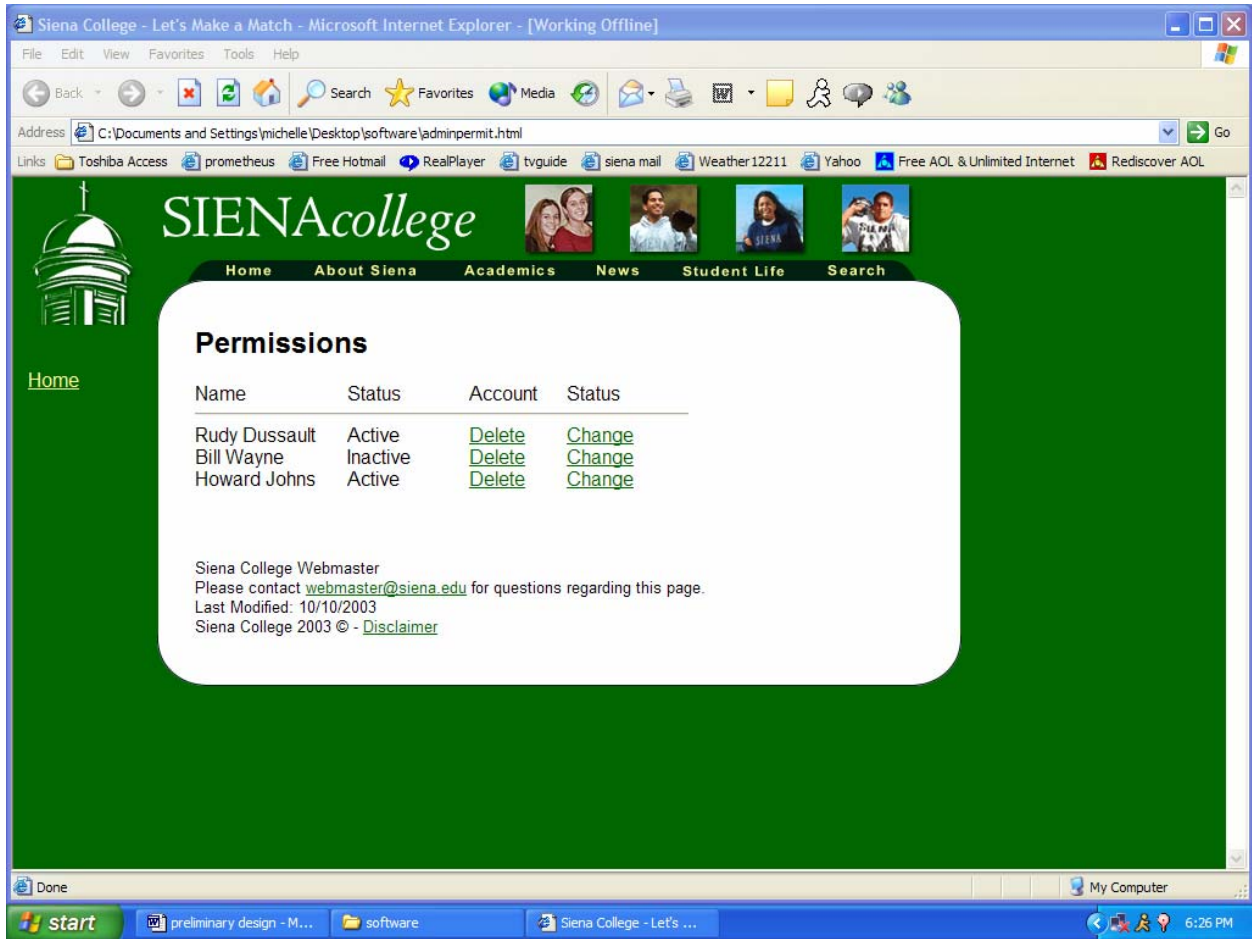 Siena College - Let's Make a Match - Microsoft Internet Explorer - [Working Offline]
File Edit View Favorites Tools Help
Back Search Favorites Media
Address C:\Documents and Settings\michelle\Desktop\software\adminpermit.html Go
Links Toshiba Access prometheus Free Hotmail RealPlayer tvguide siena mail Weather12211 Yahoo Free AOL & Unlimited Internet Rediscover AOL
SIENAcollege
Home About Siena Academics News Student Life Search
Home
Permissions
Name Status Account Status
Rudy Dussault Active Delete Change
Bill Wayne Inactive Delete Change
Howard Johns Active Delete Change
Siena College Webmaster
Please contact webmaster@siena.edu for questions regarding this page.
Last Modified: 10/10/2003
Siena College 2003 © - Disclaimer
Done My Computer
start preliminary design - M... software Siena College - Let's ... 6:26 PM